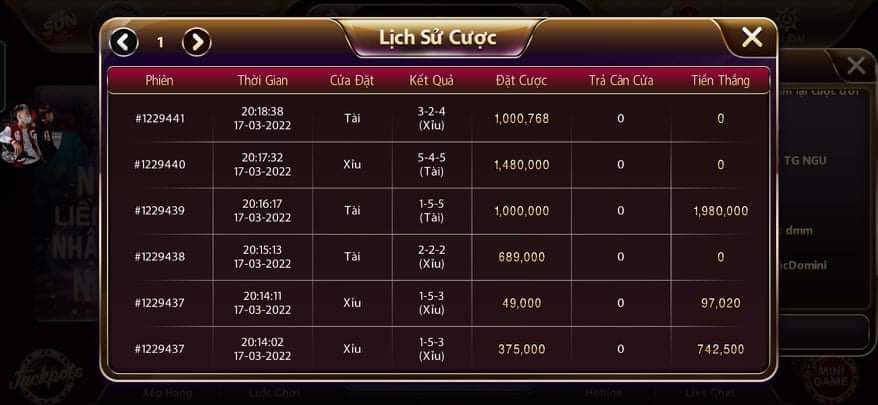 SUN
1
Lịch Sử Cược
Phiên Thời Gian Cửa Đặt Kết Quả Đặt Cược Trả Cân Cửa Tiền Thắng
#1229441 20:18:38 17-03-2022 Tài 3-2-4 (Xỉu) 1,000,768 0 0
#1229440 20:17:32 17-03-2022 Xỉu 5-4-5 (Tài) 1,480,000 0 0
#1229439 20:16:17 17-03-2022 Tài 1-5-5 (Tài) 1,000,000 0 1,980,000
#1229438 20:15:13 17-03-2022 Tài 2-2-2 (Xỉu) 689,000 0 0
#1229437 20:14:11 17-03-2022 Xỉu 1-5-3 (Xỉu) 49,000 0 97,020
#1229437 20:14:02 17-03-2022 Xỉu 1-5-3 (Xỉu) 375,000 0 742,500
TG NGU
dmm
cDomini
Jackpots
Xếp Hạng
Luật Chơi
Hotline
Live Chat
MINI
GAME